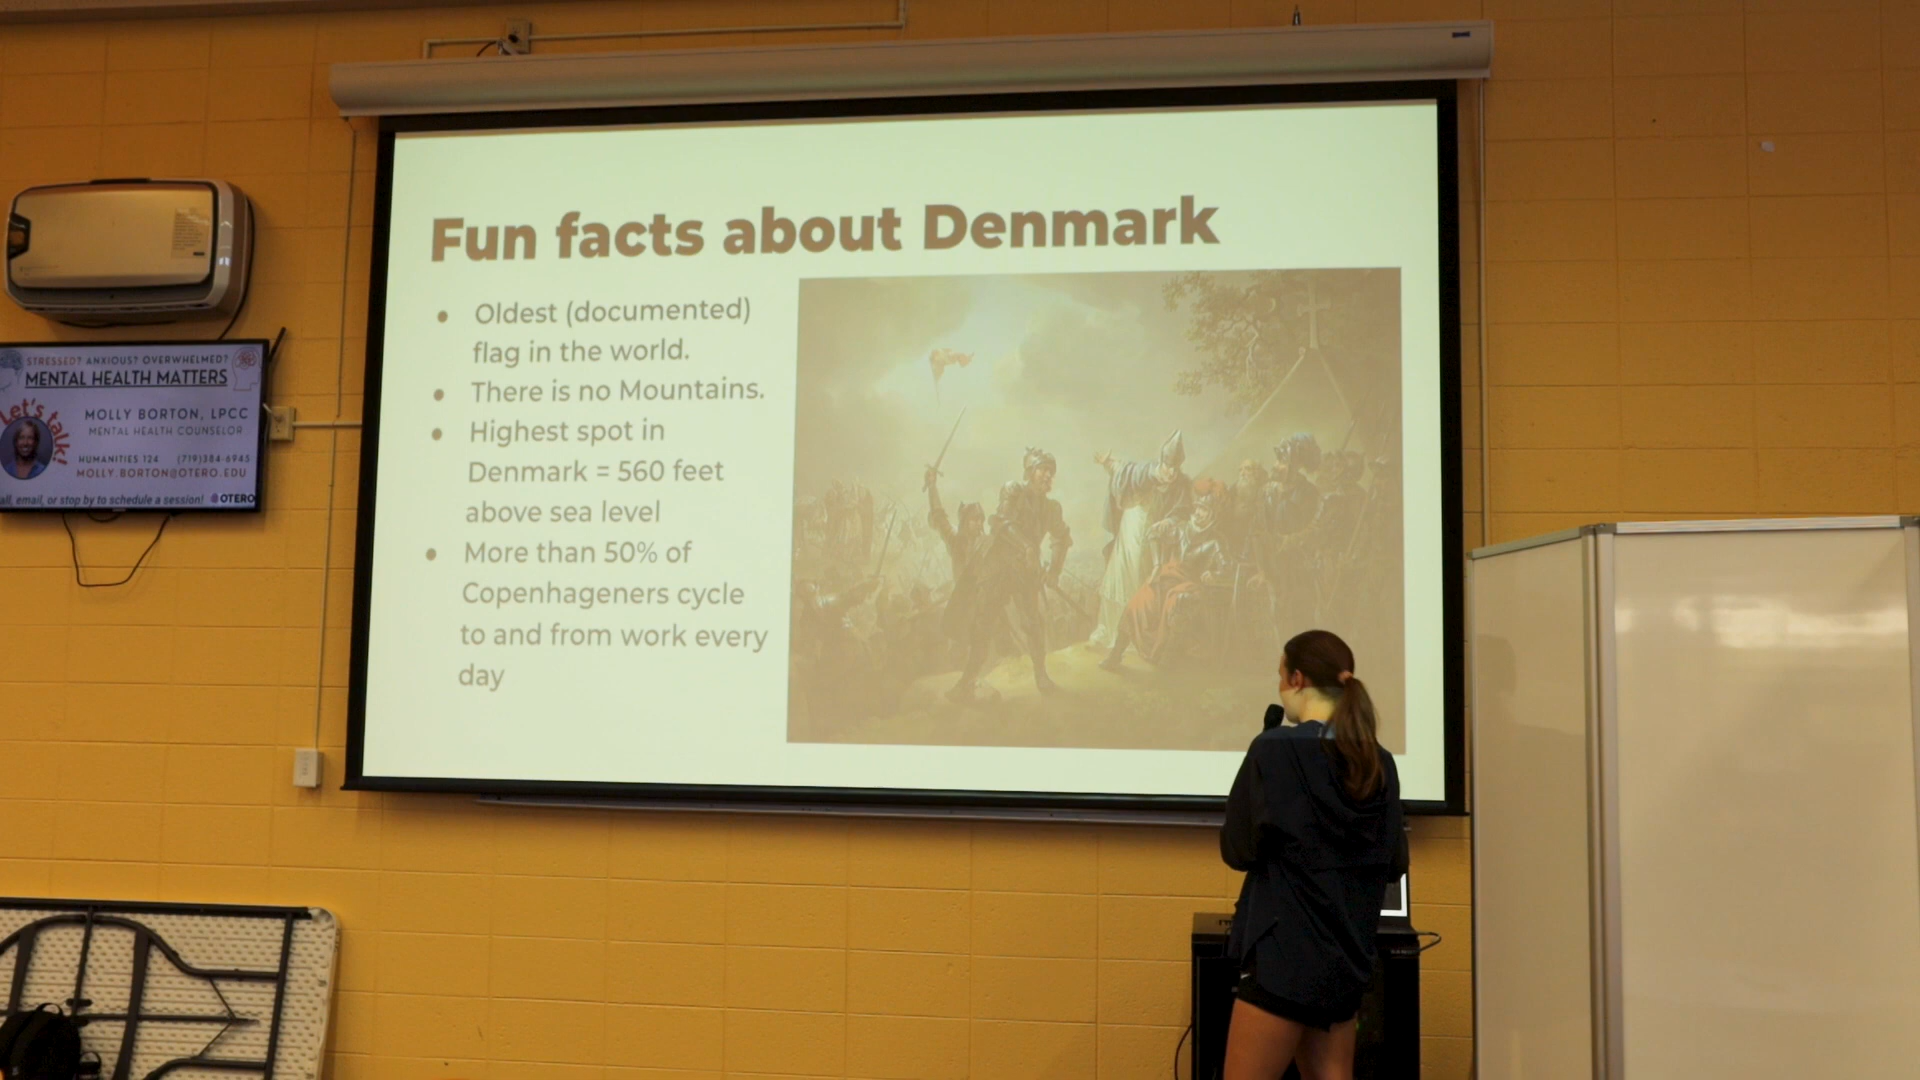 Fun facts about Denmark
• Oldest (documented)
flag in the world.
• There is no Mountains.
• Highest spot in
Denmark = 560 feet
above sea level
• More than 50% of
Copenhageners cycle
to and from work every
day
STRESSED? ANXIOUS? OVERWHELMED?
MENTAL HEALTH MATTERS
Let's talk!
MOLLY BORTON, LPCC
MENTAL HEALTH COUNSELOR
HUMANITIES 124 (719)384-6945
MOLLY.BORTON@OTERO.EDU
all, email, or stop by to schedule a session! OTERO